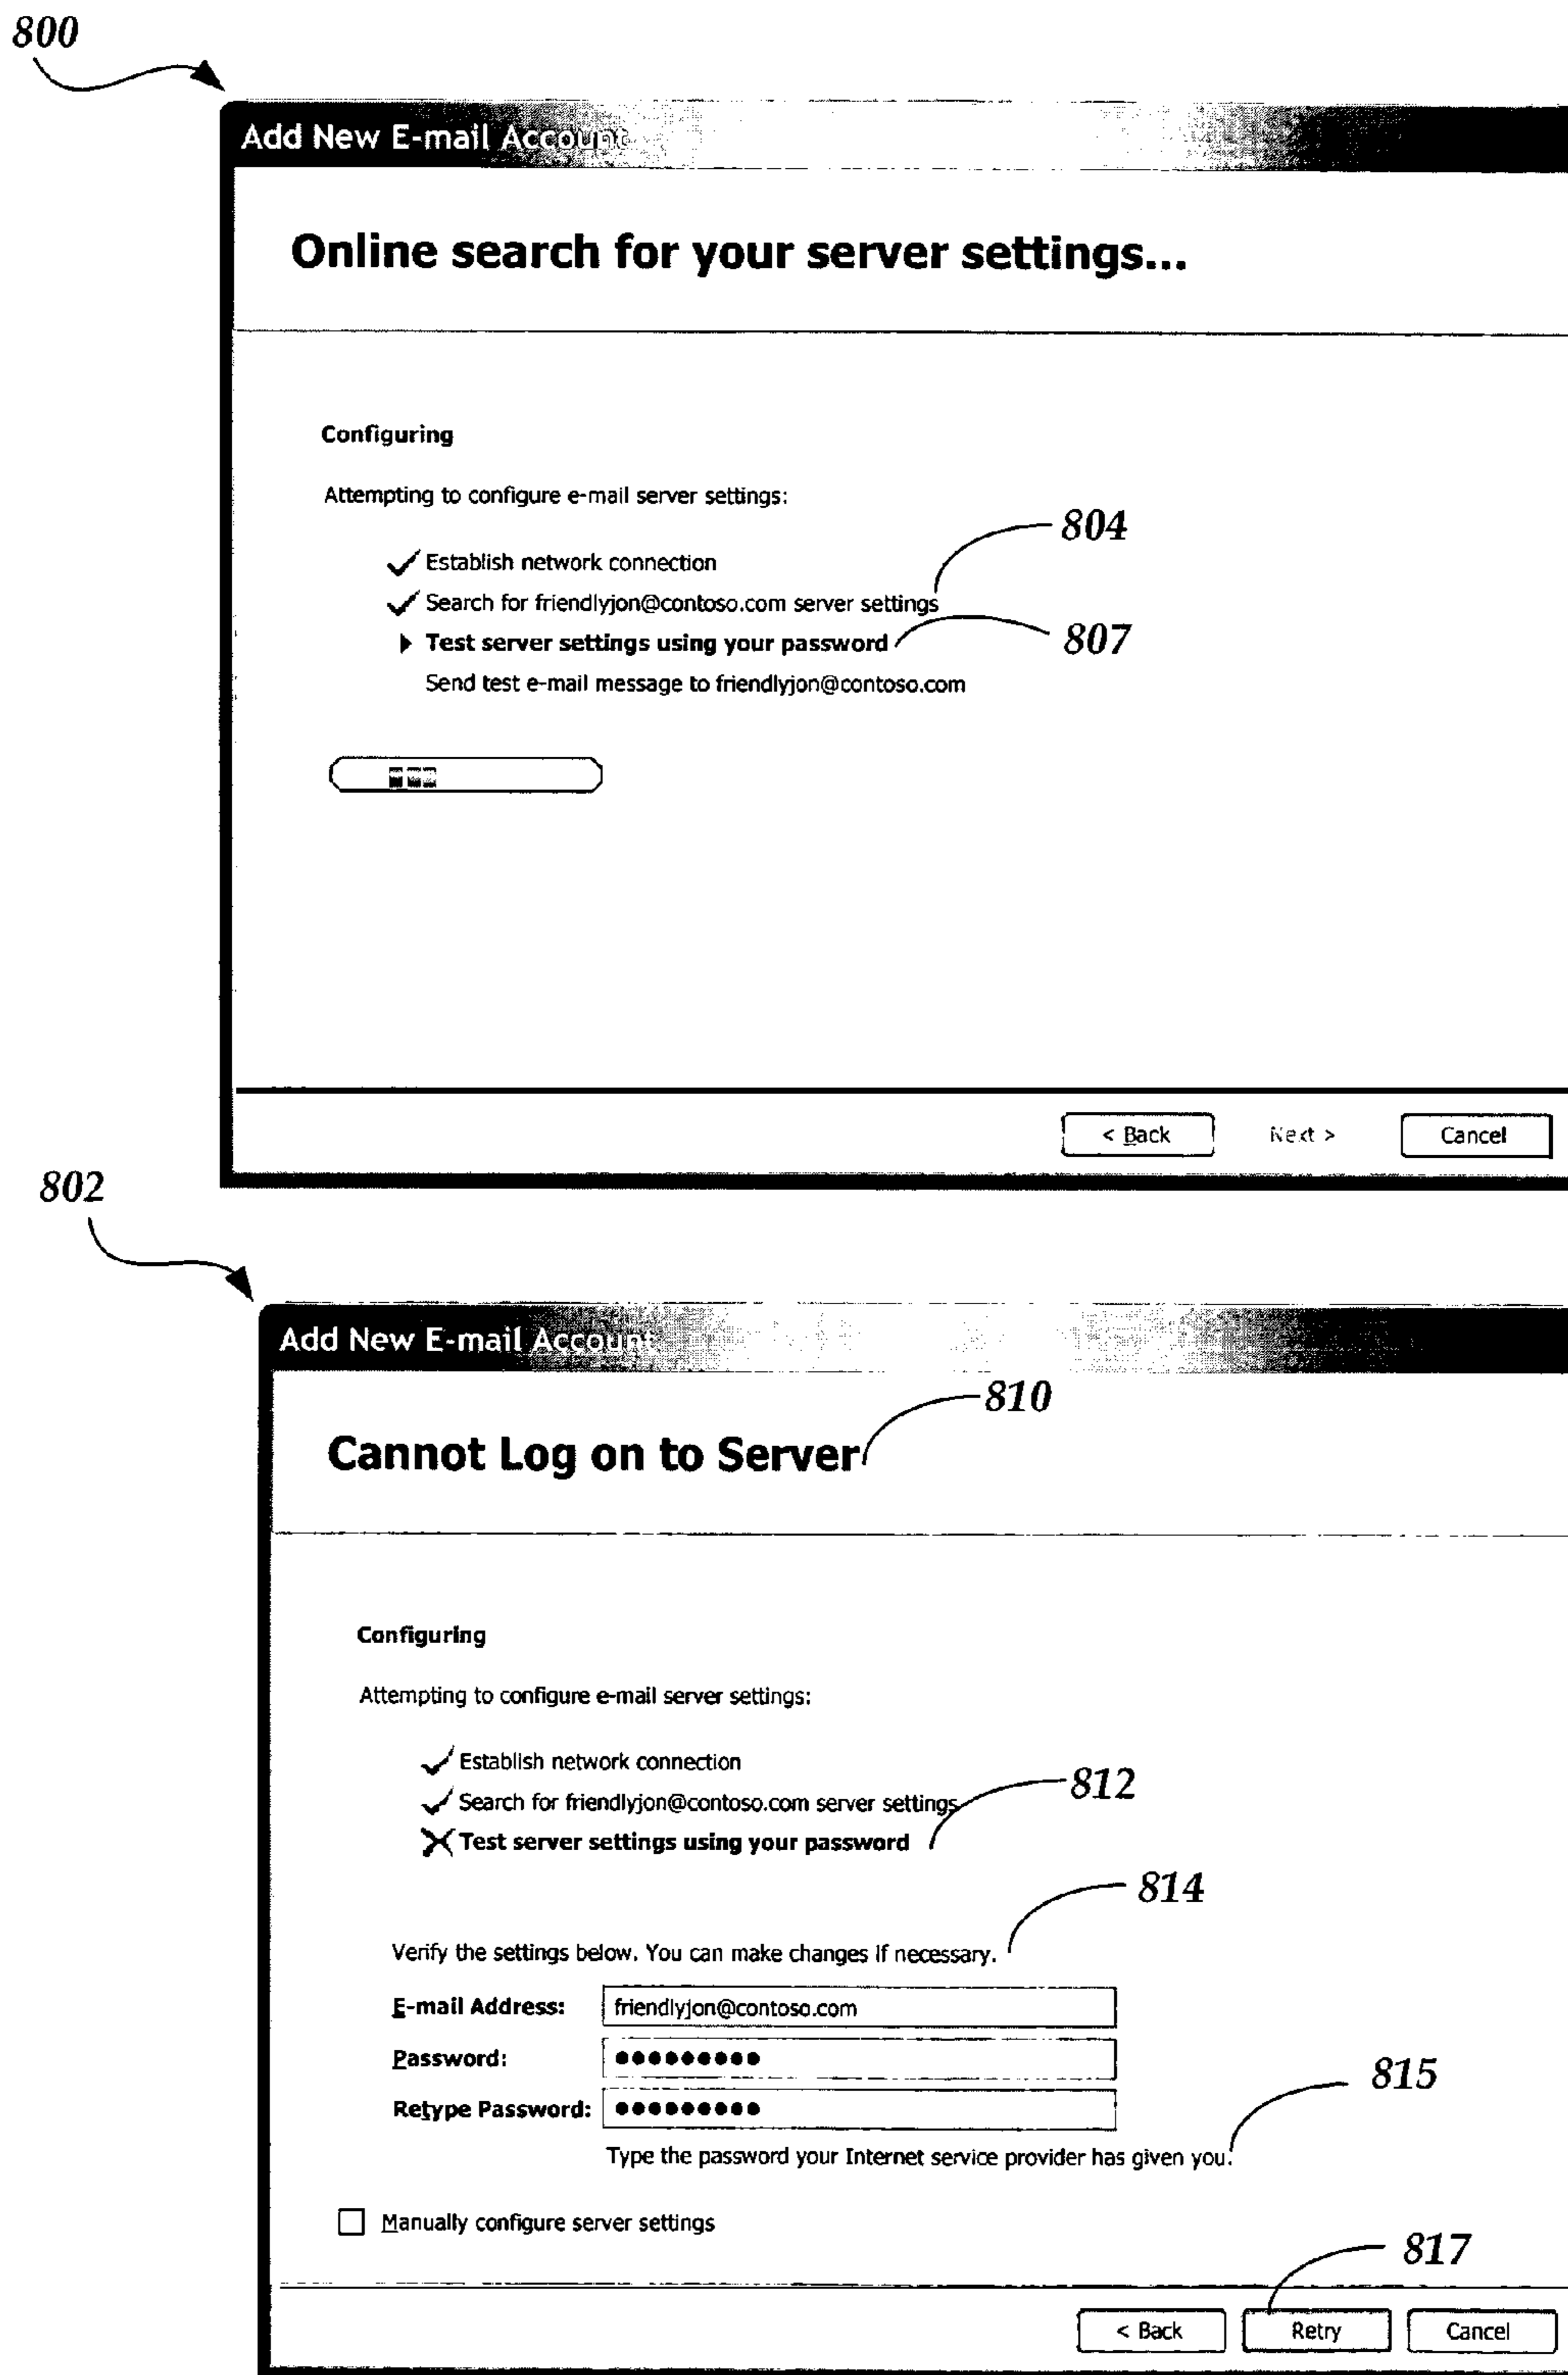 800
Add New E-mail Account
Online search for your server settings...
Configuring
Attempting to configure e-mail server settings:
804
Establish network connection
Search for friendlyjon@contoso.com server settings
Test server settings using your password
807
Send test e-mail message to friendlyjon@contoso.com
< Back Next > Cancel
802
Add New E-mail Account
810
Cannot Log on to Server
Configuring
Attempting to configure e-mail server settings:
Establish network connection
812
Search for friendlyjon@contoso.com server settings
Test server settings using your password
814
Verify the settings below. You can make changes if necessary.
E-mail Address: friendlyjon@contoso.com
Password: ●●●●●●●●●
815
Retype Password: ●●●●●●●●●
Type the password your Internet service provider has given you.
Manually configure server settings
817
< Back Retry Cancel